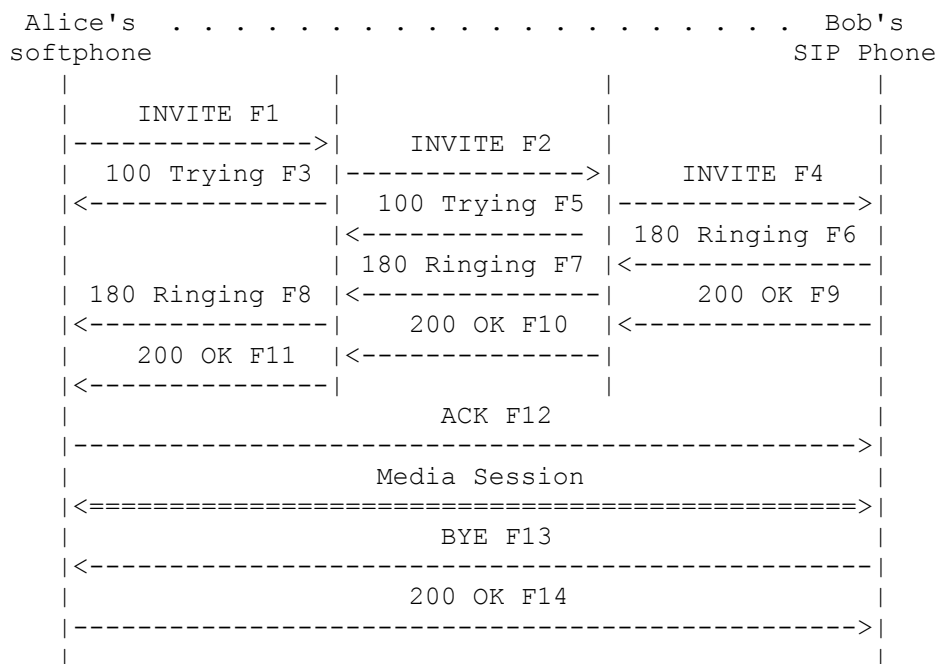 Alice's . . . . . . . . . . . . . . . . . . . . Bob's
softphone SIP Phone
| | | |
| INVITE F1 | | |
|--------------->| INVITE F2 | |
| 100 Trying F3 |--------------->| INVITE F4 |
|<---------------| 100 Trying F5 |--------------->|
| |<-------------- | 180 Ringing F6 |
| | 180 Ringing F7 |<---------------|
| 180 Ringing F8 |<---------------| 200 OK F9 |
|<---------------| 200 OK F10 |<---------------|
| 200 OK F11 |<---------------| |
|<---------------| | |
| ACK F12 |
|------------------------------------------------->|
| Media Session |
|<================================================>|
| BYE F13 |
|<-------------------------------------------------|
| 200 OK F14 |
|------------------------------------------------->|
| |